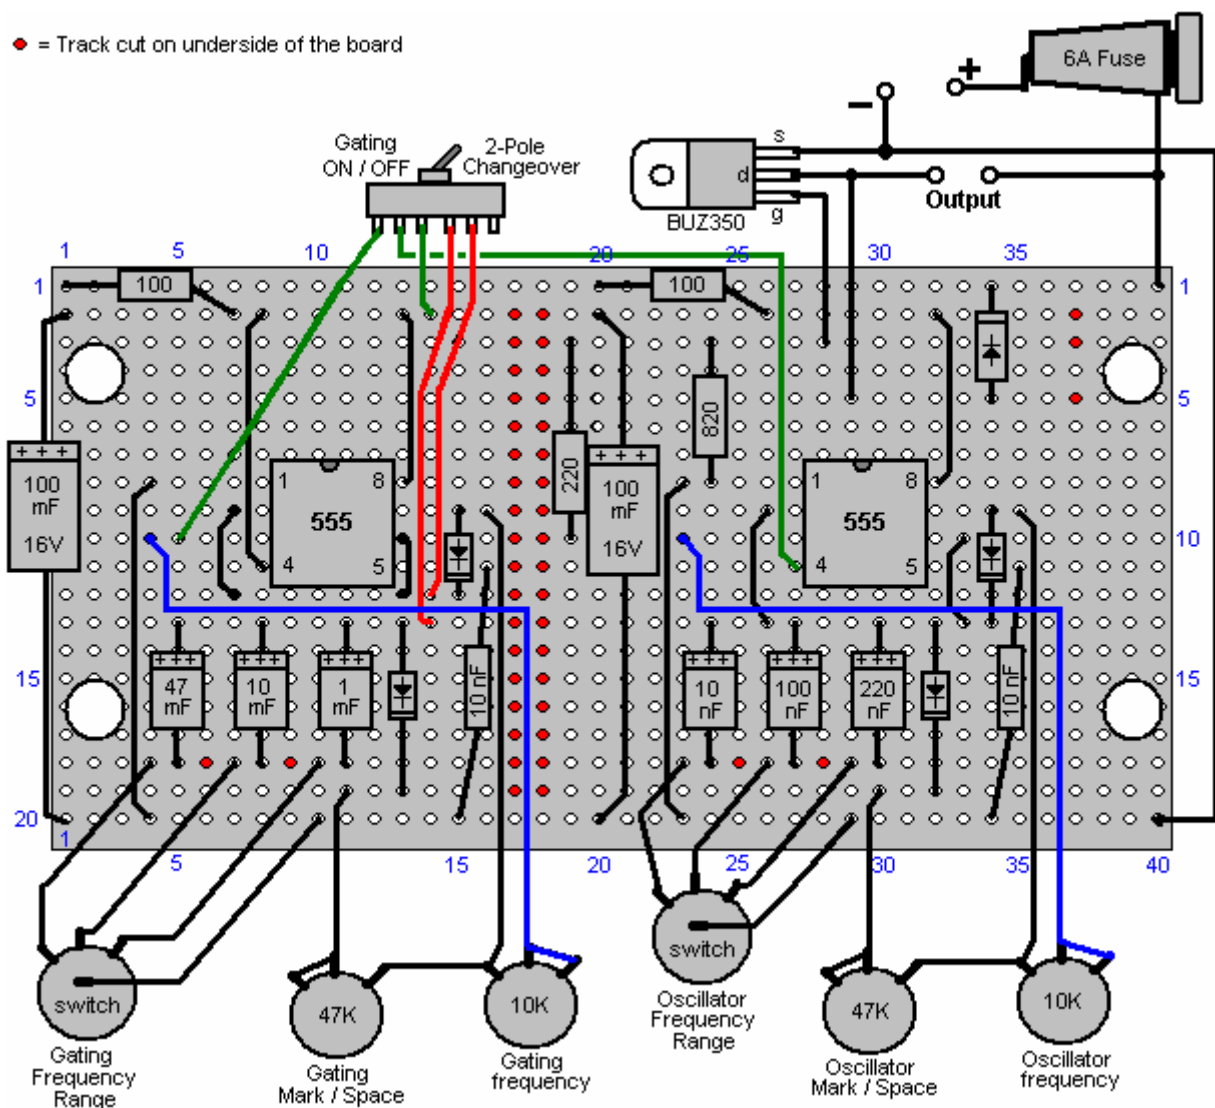 = Track cut on underside of the board
6A Fuse
+
−
Gating
ON / OFF
2-Pole
Changeover
s
d
g
BUZ350
Output
1 5 10 20 25 30 35
1 1
100
100
5 5
220
820
100
mF
16V
1 8
555
4 5
+ + +
100
mF
16V
+ + +
1 8
555
4 5
10
+++
47
mF
+++
10
mF
+++
1
mF
10 nF
+++
10
nF
+++
100
nF
+++
220
nF
10 nF
15 15
20
1 5 15 20 25 30 35 40
switch
Gating
Frequency
Range
47K
Gating
Mark / Space
10K
Gating
frequency
switch
Oscillator
Frequency
Range
47K
Oscillator
Mark / Space
10K
Oscillator
frequency